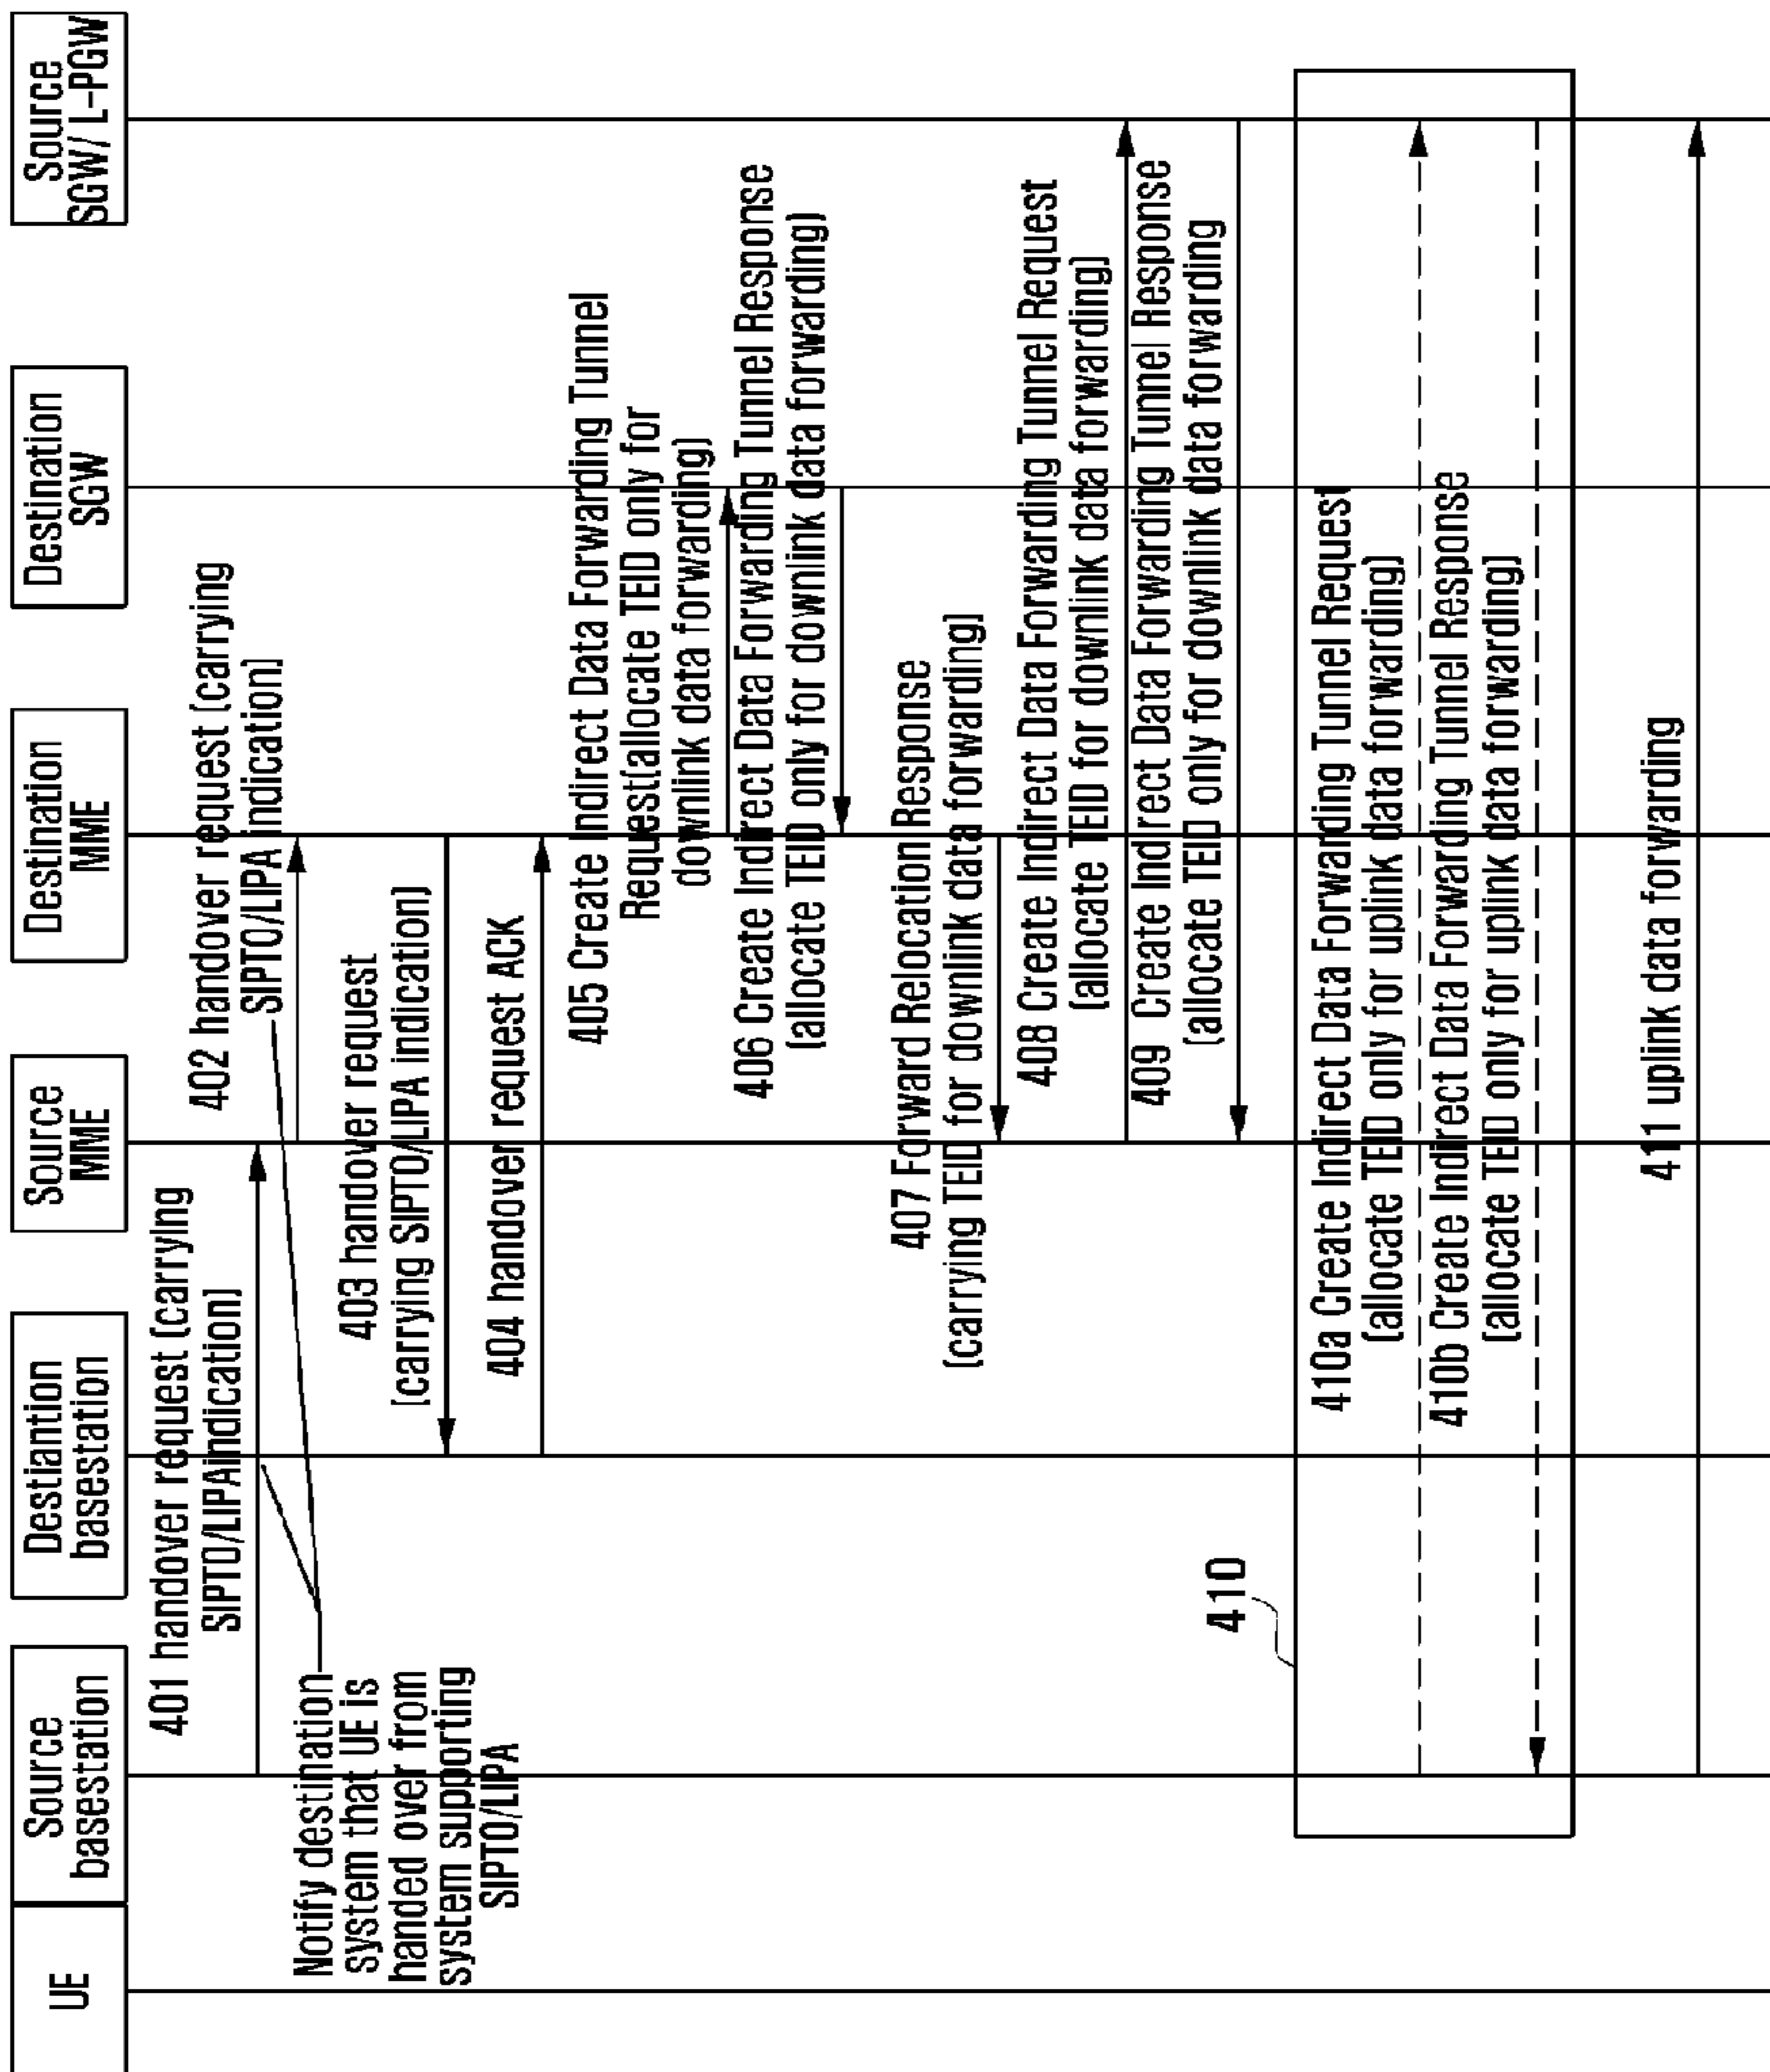 UE
Source
basestation
Destiantion
basestation
Source
MME
Destination
MME
Destination
SGW
Source
SGW/ L-PGW
401 handover request (carrying
SIPTO/LIPAindication)
402 handover request (carrying
SIPTO/LIPA indication)
Notify destination
system that UE is
handed over from
system supporting
SIPTO/LIPA
403 handover request
(carrying SIPTO/LIPA indication)
404 handover request ACK
405 Create Indirect Data Forwarding Tunnel
Request(allocate TEID only for
downlink data forwarding)
406 Create Indirect Data Forwarding Tunnel Response
(allocate TEID only for downlink data forwarding)
407 Forward Relocation Response
(carrying TEID for downlink data forwarding)
408 Create Indirect Data Forwarding Tunnel Request
(allocate TEID for downlink data forwarding)
409 Create Indirect Data Forwarding Tunnel Response
(allocate TEID only for downlink data forwarding
410
410a Create Indirect Data Forwarding Tunnel Request
(allocate TEID only for uplink data forwarding)
410b Create Indirect Data Forwarding Tunnel Response
(allocate TEID only for uplink data forwarding)
411 uplink data forwarding